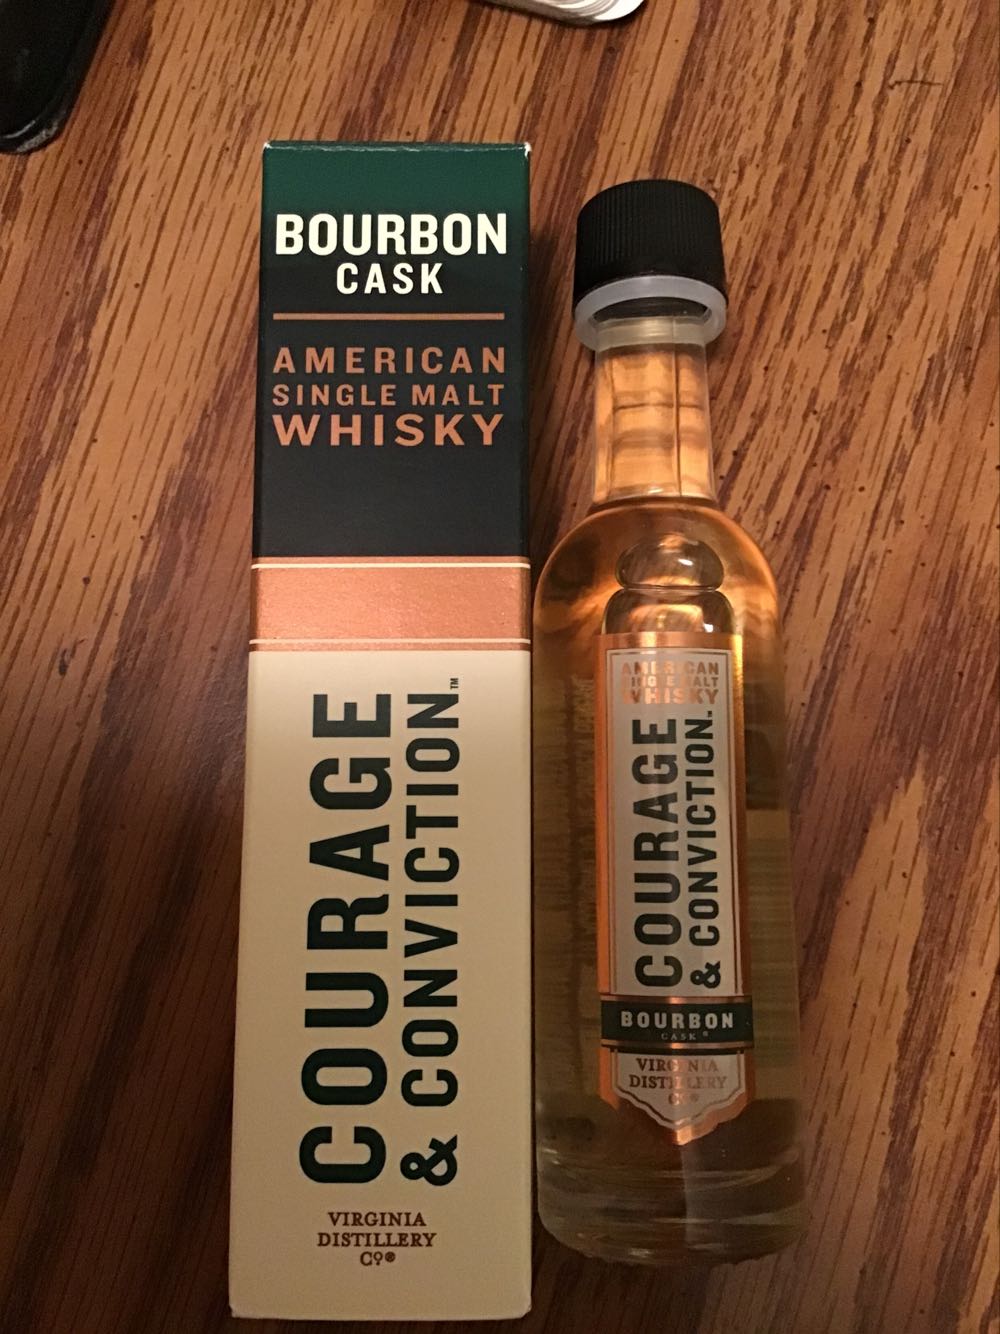 BOURBON
CASK
AMERICAN
SINGLE MALT
WHISKY
COURAGE
& CONVICTION™
VIRGINIA
DISTILLERY
Co®
AMERICAN
SINGLE MALT
WHISKY
COURAGE
& CONVICTION™
BOURBON
CASK®
VIRGINIA
DISTILLERY
Co®